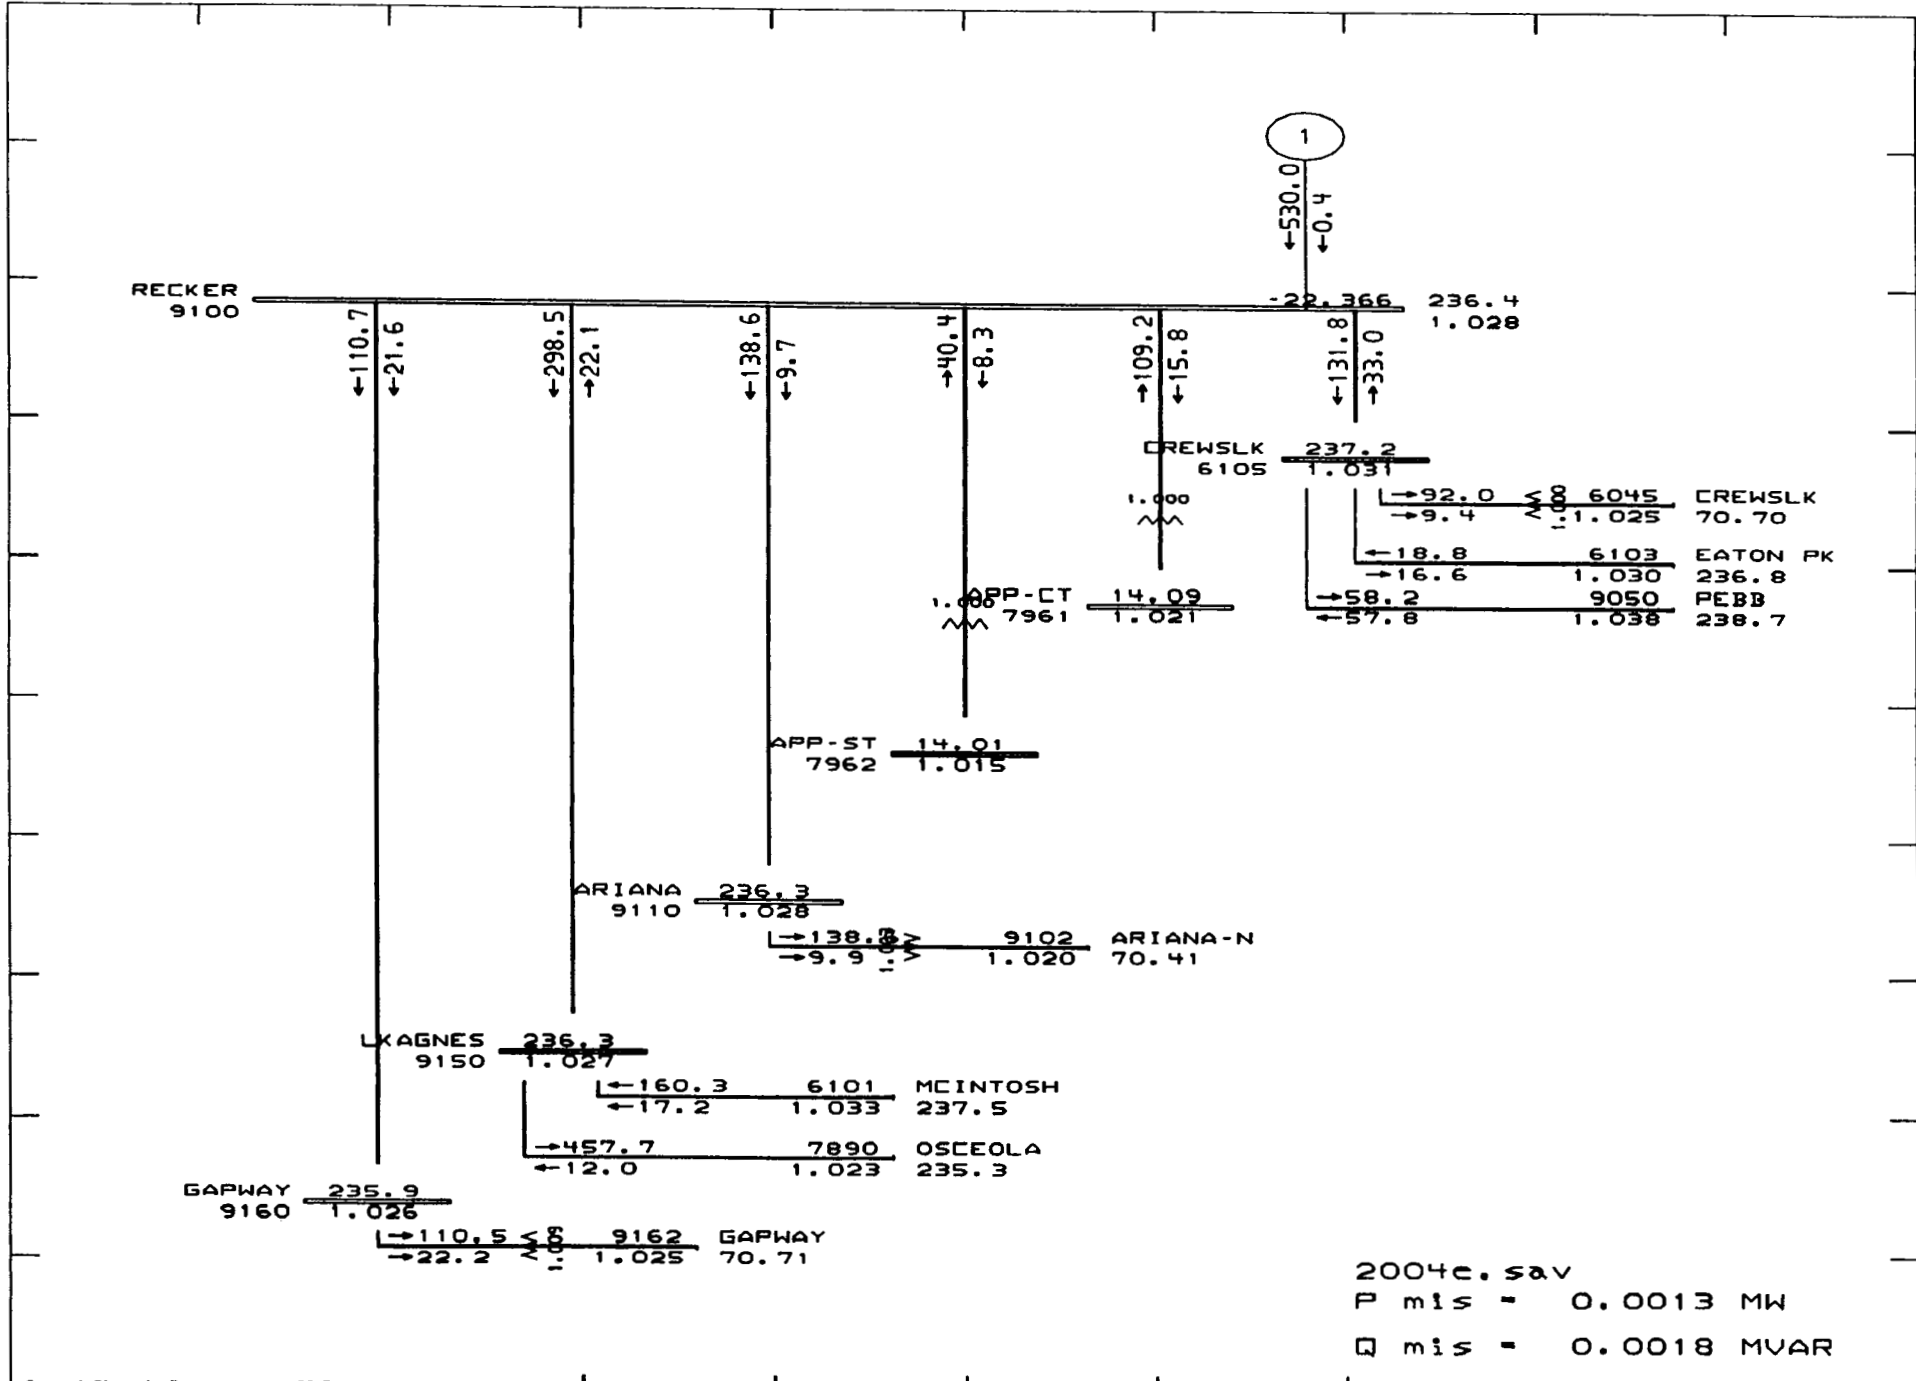 1
←530.0
←0.4
RECKER
9100
-22.366 236.4
1.028
←110.7
←21.6
←298.5
→22.1
←138.6
←9.7
→40.4
←8.3
→109.2
←15.8
←131.8
→33.0
CREWSLK 237.2
6105 1.031
→92.0 6045 CREWSLK
→9.4 1.025 70.70
←18.8 6103 EATON PK
→16.6 1.030 236.8
→58.2 9050 PEBB
←57.8 1.038 238.7
1.000
APP-CT 14.09
7961 1.021
1.000
APP-ST 14.01
7962 1.015
ARIANA 236.3
9110 1.028
9102 ARIANA-N
→9.9 1.020 70.41
LKAGNES 236.3
9150 1.027
←160.3 6101 MCINTOSH
←17.2 1.033 237.5
→457.7 7890 OSCEOLA
←12.0 1.023 235.3
GAPWAY 235.9
9160 1.026
→110.5 9162 GAPWAY
→22.2 1.009 1.025 70.71
2004e.sav
P mis = 0.0013 MW
Q mis = 0.0018 MVAR